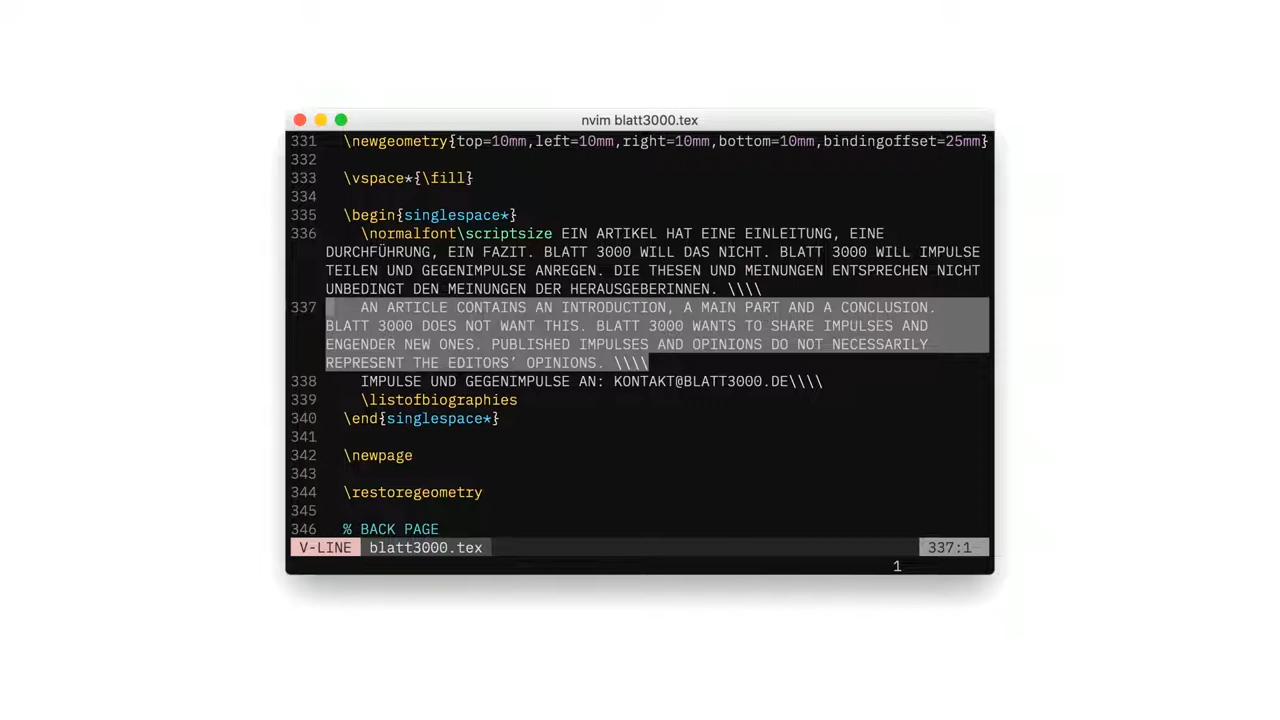 nvim blatt3000.tex
331 \newgeometry{top=10mm,left=10mm,right=10mm,bottom=10mm,bindingoffset=25mm}
332
333 \vspace*{\fill}
334
335 \begin{singlespace*}
336 \normalfont\scriptsize EIN ARTIKEL HAT EINE EINLEITUNG, EINE
DURCHFÜHRUNG, EIN FAZIT. BLATT 3000 WILL DAS NICHT. BLATT 3000 WILL IMPULSE
TEILEN UND GEGENIMPULSE ANREGEN. DIE THESEN UND MEINUNGEN ENTSPRECHEN NICHT
UNBEDINGT DEN MEINUNGEN DER HERAUSGEBERINNEN. \\\\
337 AN ARTICLE CONTAINS AN INTRODUCTION, A MAIN PART AND A CONCLUSION.
BLATT 3000 DOES NOT WANT THIS. BLATT 3000 WANTS TO SHARE IMPULSES AND
ENGENDER NEW ONES. PUBLISHED IMPULSES AND OPINIONS DO NOT NECESSARILY
REPRESENT THE EDITORS’ OPINIONS. \\\\
338 IMPULSE UND GEGENIMPULSE AN: KONTAKT@BLATT3000.DE\\\\
339 \listofbiographies
340 \end{singlespace*}
341
342 \newpage
343
344 \restoregeometry
345
346 % BACK PAGE
V-LINE blatt3000.tex 337:1
1